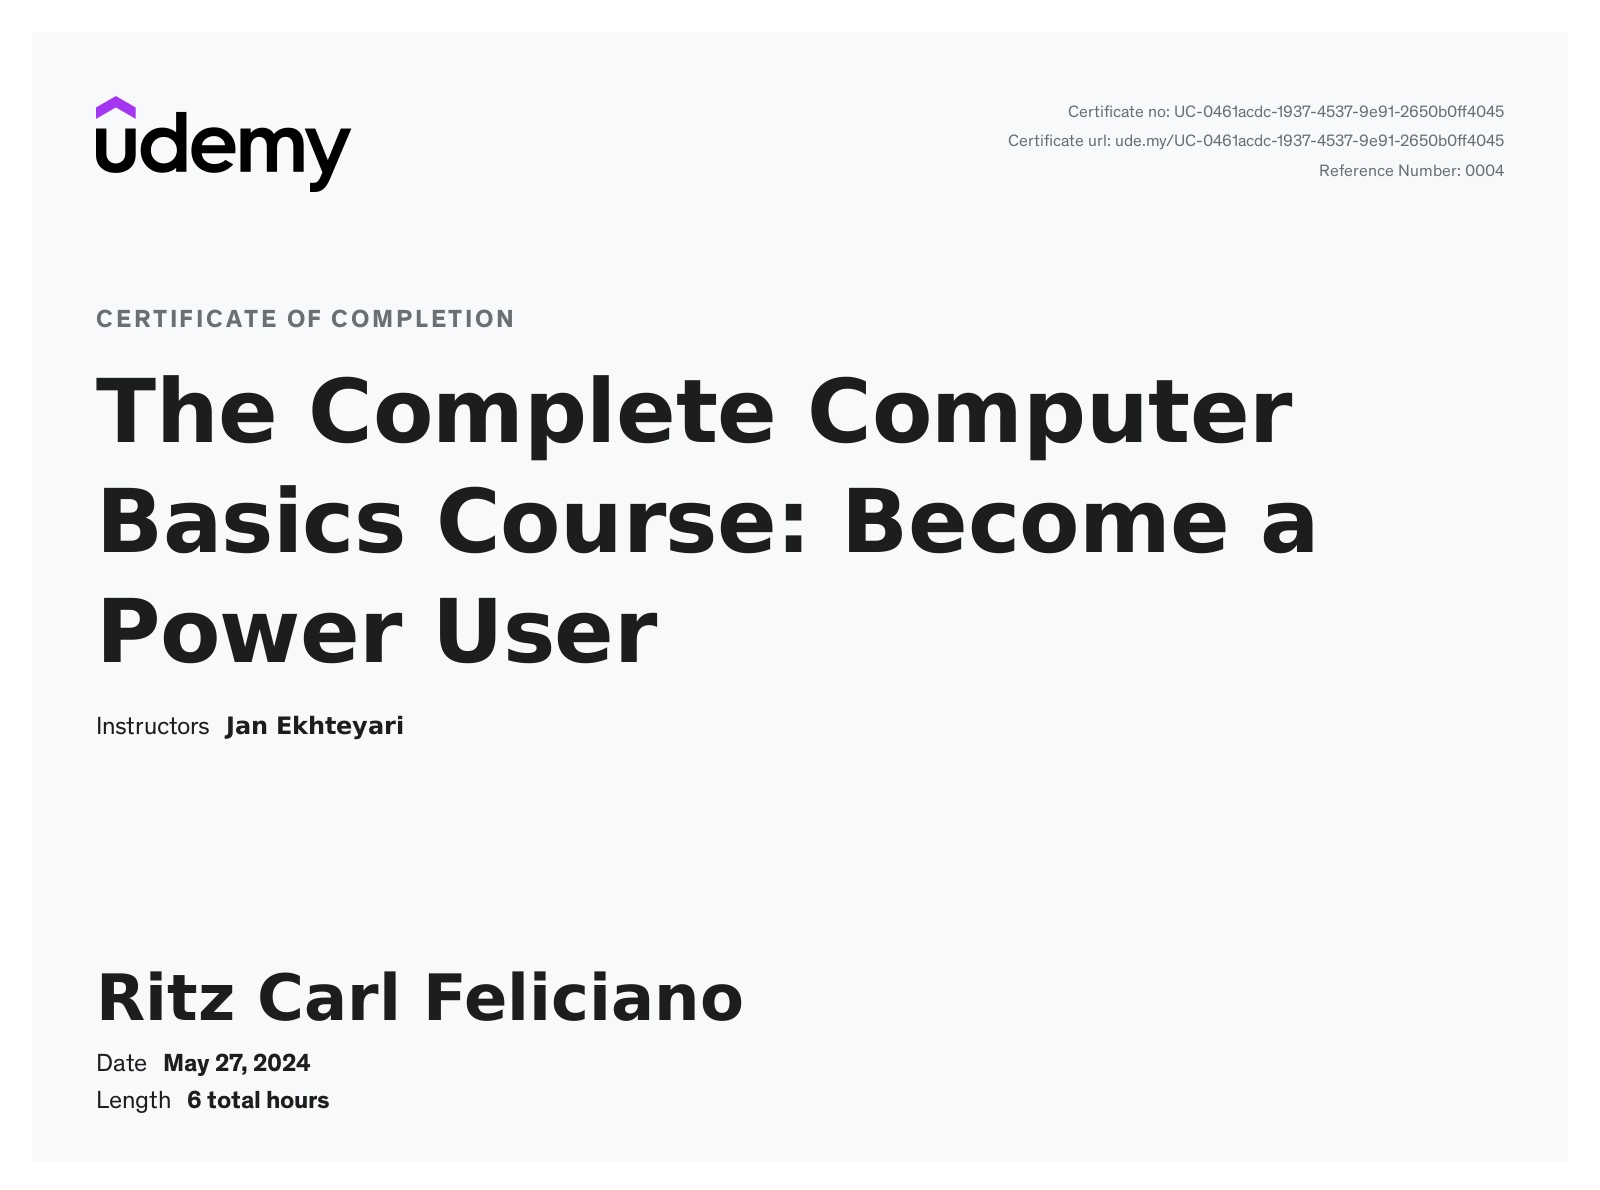 udemy
Certificate no: UC-0461acdc-1937-4537-9e91-2650b0ff4045
Certificate url: ude.my/UC-0461acdc-1937-4537-9e91-2650b0ff4045
Reference Number: 0004
CERTIFICATE OF COMPLETION
The Complete Computer
Basics Course: Become a
Power User
Instructors Jan Ekhteyari
Ritz Carl Feliciano
Date May 27, 2024
Length 6 total hours